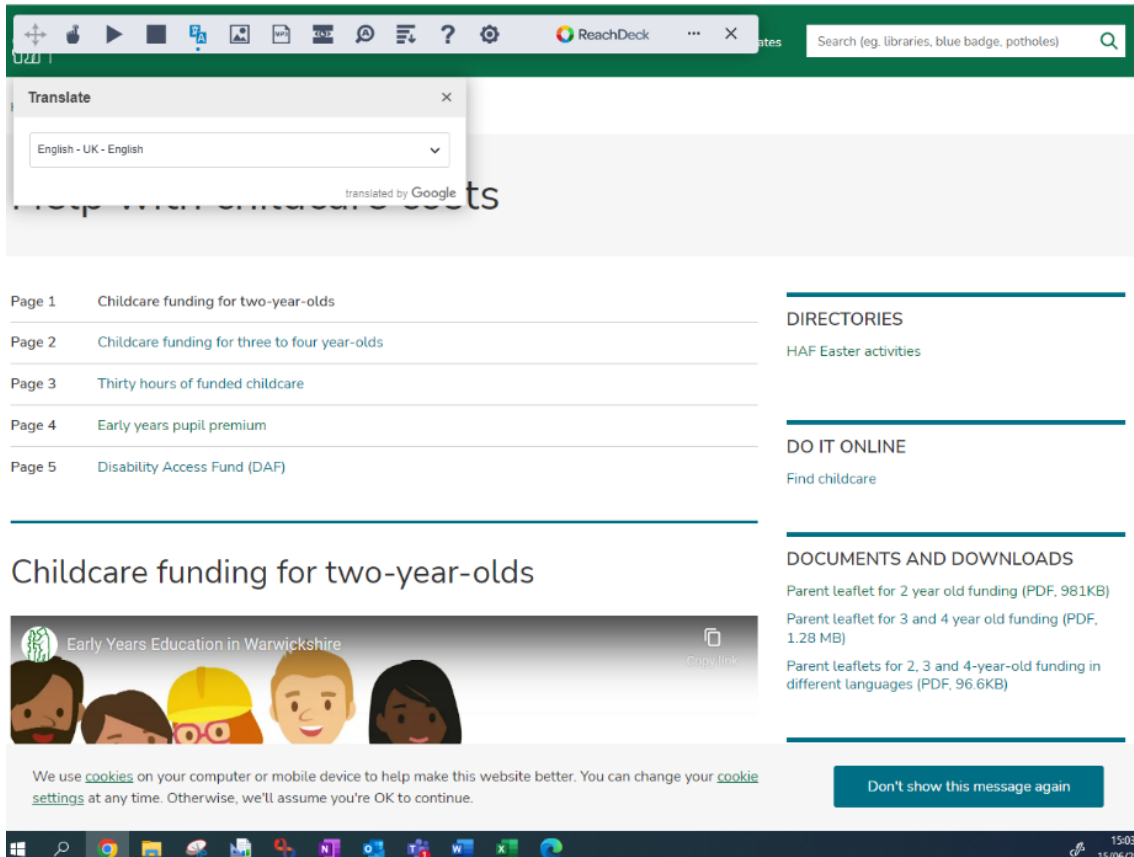 MP3
ReachDeck
ates
Search (eg. libraries, blue badge, potholes)
Translate
English - UK - English
translated by Google
Help with childcare costs
Page 1 Childcare funding for two-year-olds
Page 2 Childcare funding for three to four year-olds
Page 3 Thirty hours of funded childcare
Page 4 Early years pupil premium
Page 5 Disability Access Fund (DAF)
DIRECTORIES
HAF Easter activities
DO IT ONLINE
Find childcare
DOCUMENTS AND DOWNLOADS
Parent leaflet for 2 year old funding (PDF, 981KB)
Parent leaflet for 3 and 4 year old funding (PDF,
1.28 MB)
Parent leaflets for 2, 3 and 4-year-old funding in
different languages (PDF, 96.6KB)
Childcare funding for two-year-olds
Early Years Education in Warwickshire
Copy link
We use cookies on your computer or mobile device to help make this website better. You can change your cookie
settings at any time. Otherwise, we'll assume you're OK to continue.
Don't show this message again
15:03